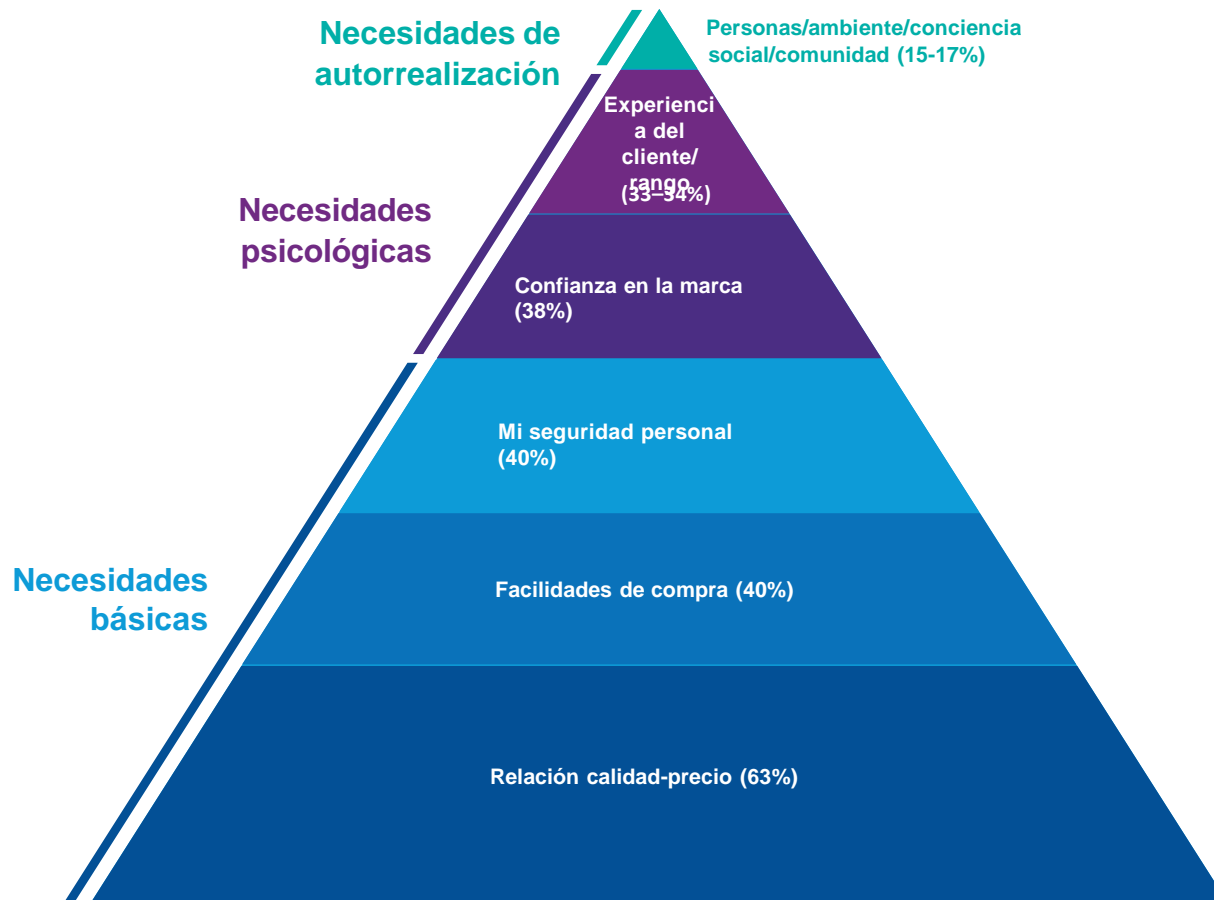 Necesidades de
autorrealización
Personas/ambiente/conciencia
social/comunidad (15-17%)
Experienci
a del
cliente/
rango
(33–34%)
Necesidades
psicológicas
Confianza en la marca
(38%)
Mi seguridad personal
(40%)
Necesidades
básicas
Facilidades de compra (40%)
Relación calidad-precio (63%)